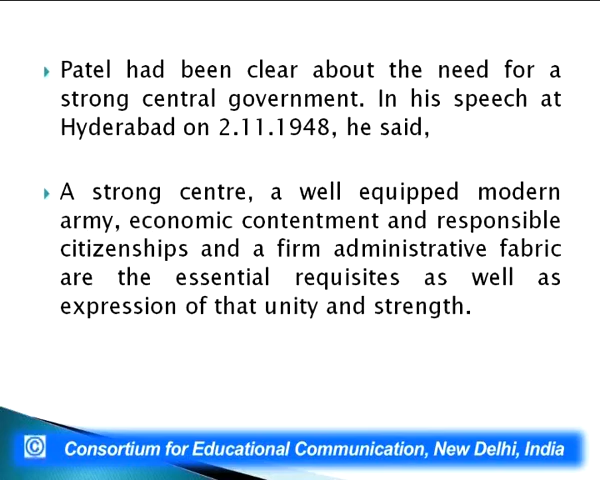 Patel had been clear about the need for a
strong central government. In his speech at
Hyderabad on 2.11.1948, he said,
A strong centre, a well equipped modern
army, economic contentment and responsible
citizenships and a firm administrative fabric
are the essential requisites as well as
expression of that unity and strength.
© Consortium for Educational Communication, New Delhi, India